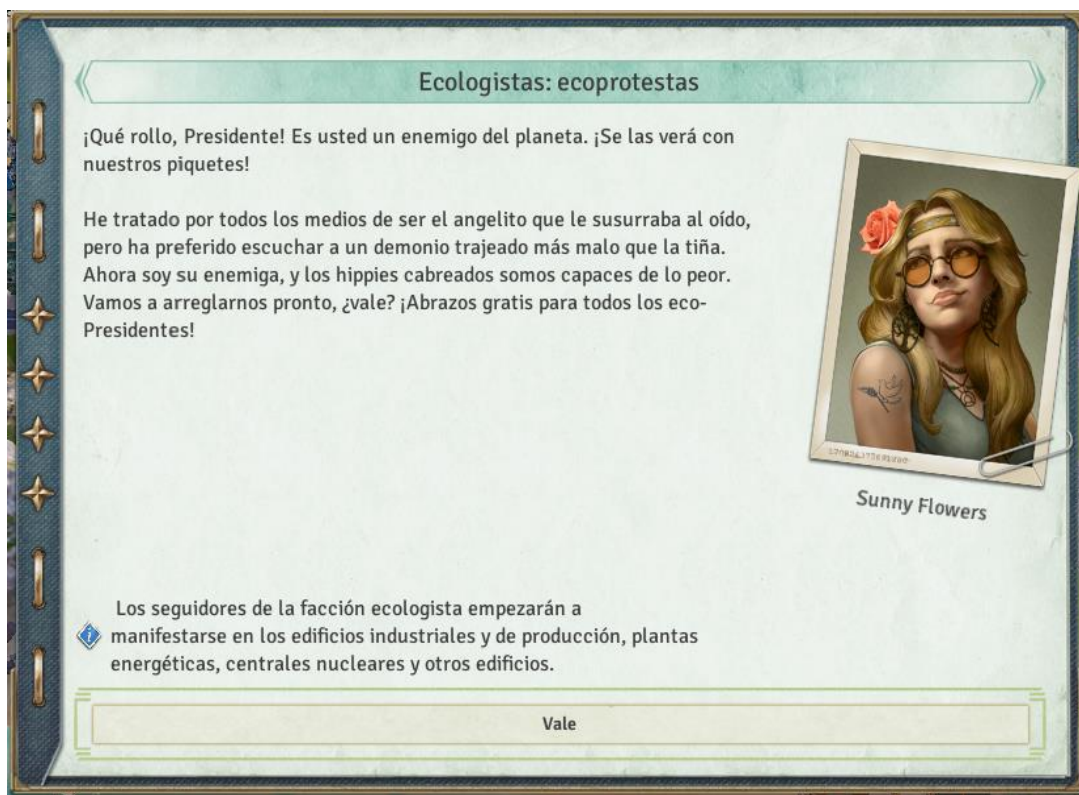 Ecologistas: ecoprotestas
¡Qué rollo, Presidente! Es usted un enemigo del planeta. ¡Se las verá con
nuestros piquetes!
He tratado por todos los medios de ser el angelito que le susurraba al oído,
pero ha preferido escuchar a un demonio trajeado más malo que la tiña.
Ahora soy su enemiga, y los hippies cabreados somos capaces de lo peor.
Vamos a arreglarnos pronto, ¿vale? ¡Abrazos gratis para todos los eco-
Presidentes!
Sunny Flowers
Los seguidores de la facción ecologista empezarán a
manifestarse en los edificios industriales y de producción, plantas
energéticas, centrales nucleares y otros edificios.
Vale